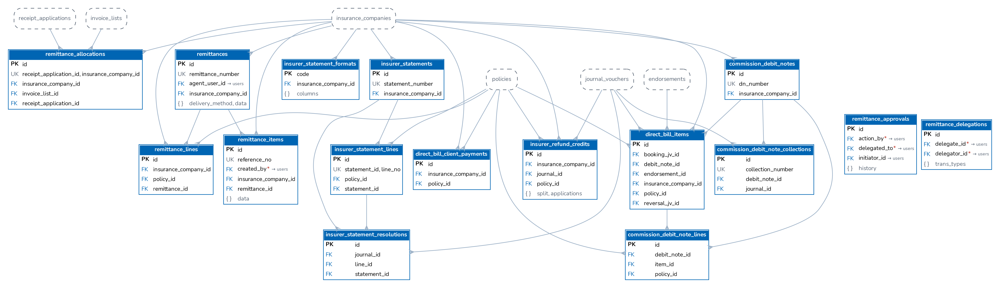 receipt_applications
invoice_lists
insurance_companies
remittance_allocations
PK id
UK receipt_application_id, insurance_company_id
FK insurance_company_id
FK invoice_list_id
FK receipt_application_id
remittances
PK id
UK remittance_number
FK agent_user_id → users
FK insurance_company_id
{ } delivery_method, data
insurer_statement_formats
PK code
FK insurance_company_id
{ } columns
insurer_statements
PK id
UK statement_number
FK insurance_company_id
policies
journal_vouchers
endorsements
commission_debit_notes
PK id
UK dn_number
FK insurance_company_id
remittance_approvals
PK id
FK action_by* → users
FK delegated_to* → users
FK initiator_id → users
{ } history
remittance_delegations
PK id
FK delegate_id* → users
FK delegator_id* → users
{ } trans_types
remittance_lines
PK id
FK insurance_company_id
FK policy_id
FK remittance_id
remittance_items
PK id
UK reference_no
FK created_by* → users
FK insurance_company_id
FK remittance_id
{ } data
insurer_statement_lines
PK id
UK statement_id, line_no
FK policy_id
FK statement_id
direct_bill_client_payments
PK id
FK insurance_company_id
FK policy_id
insurer_refund_credits
PK id
FK insurance_company_id
FK journal_id
FK policy_id
{ } split, applications
direct_bill_items
PK id
FK booking_jv_id
FK debit_note_id
FK endorsement_id
FK insurance_company_id
FK policy_id
FK reversal_jv_id
commission_debit_note_collections
PK id
UK collection_number
FK debit_note_id
FK journal_id
insurer_statement_resolutions
PK id
FK journal_id
FK line_id
FK statement_id
commission_debit_note_lines
PK id
FK debit_note_id
FK item_id
FK policy_id